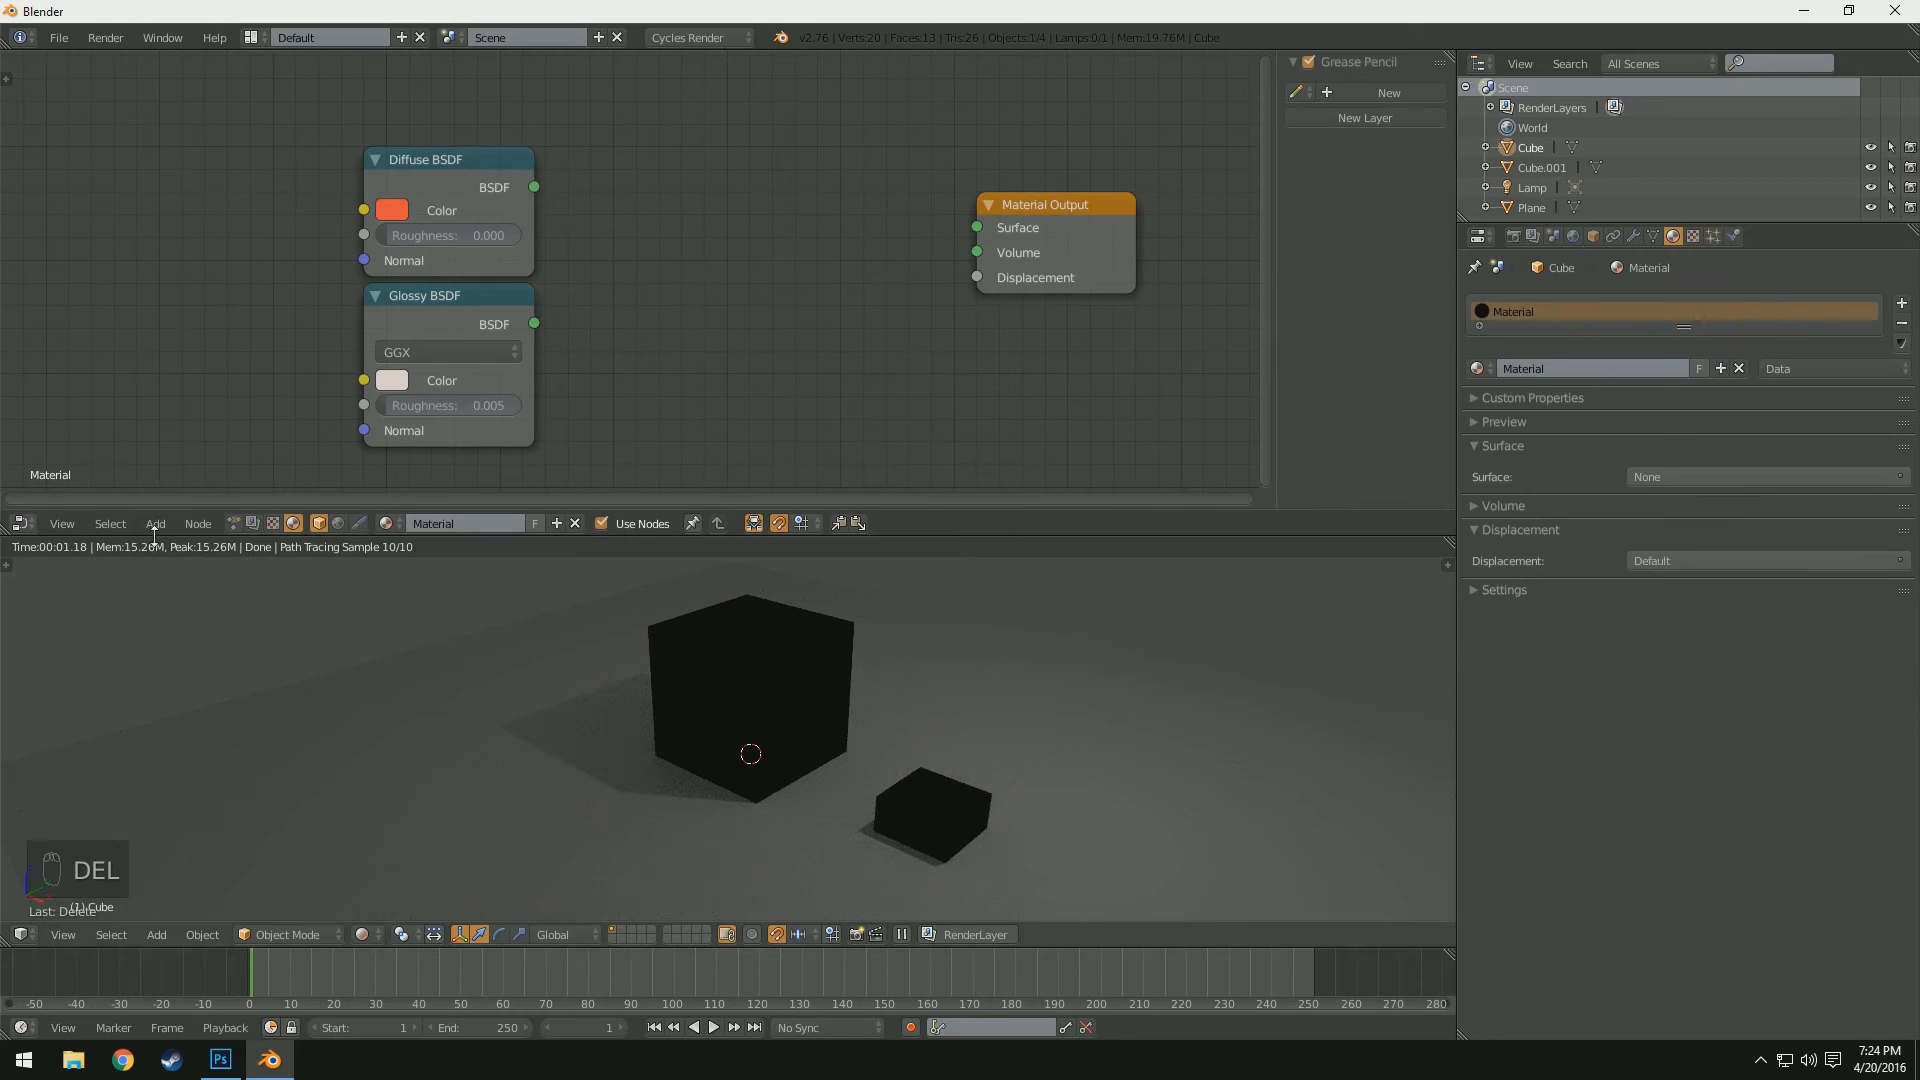 Blender
File Render Window Help Default Scene Cycles Render v2.76 | Verts:20 | Faces:13 | Tris:26 | Objects:1/4 | Lamps:0/1 | Mem:19.76M | Cube
Grease Pencil
New
New Layer
Diffuse BSDF
BSDF
Color
Roughness: 0.000
Normal
Glossy BSDF
BSDF
GGX
Color
Roughness: 0.005
Normal
Material Output
Surface
Volume
Displacement
Material
View Select Add Node Material F Use Nodes
Time:00:01.18 | Mem:15.26M, Peak:15.26M | Done | Path Tracing Sample 10/10
DEL
(1) Cube
Last: Delete
View Select Add Object Object Mode Global RenderLayer
-50 -40 -30 -20 -10 0 10 20 30 40 50 60 70 80 90 100 110 120 130 140 150 160 170 180 190 200 210 220 230 240 250 260 270 280
View Marker Frame Playback Start: 1 End: 250 1 No Sync
View Search All Scenes
Scene
RenderLayers |
World
Cube |
Cube.001 |
Lamp |
Plane |
Cube Material
Material
Material F Data
Custom Properties
Preview
Surface
Surface: None
Volume
Displacement
Displacement: Default
Settings
Ps
7:24 PM
4/20/2016